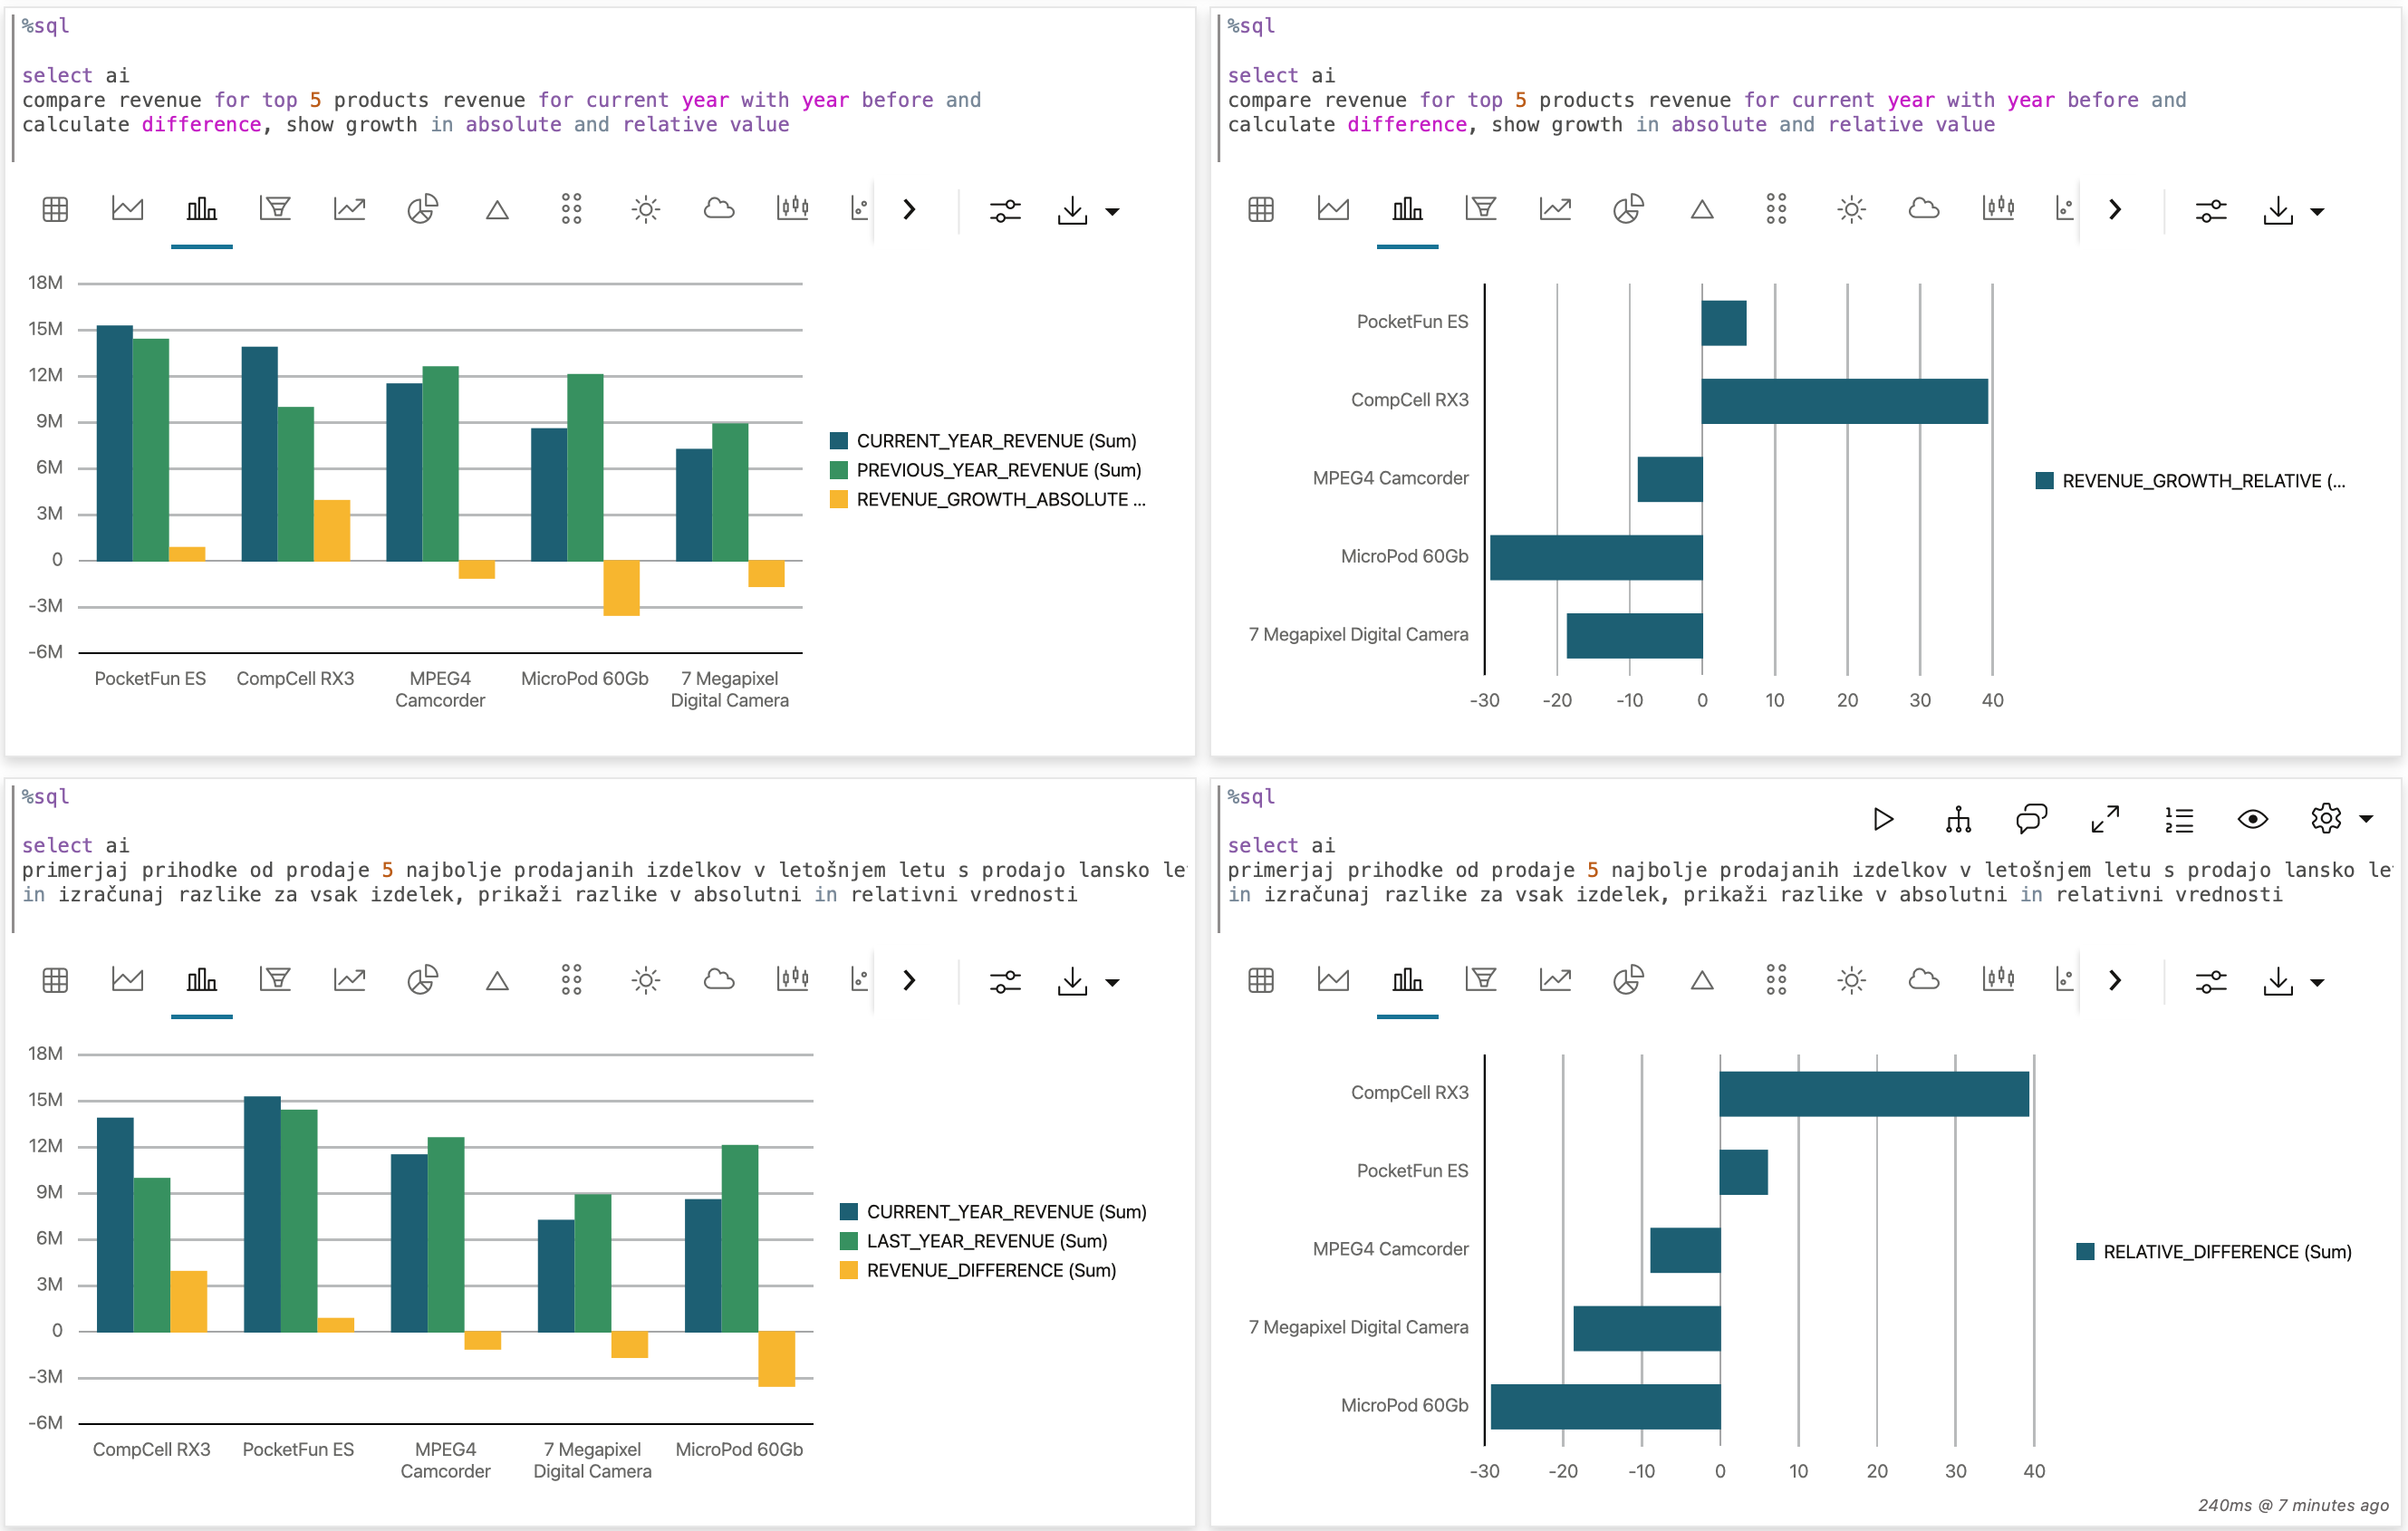 %sql
select ai
compare revenue for top 5 products revenue for current year with year before and
calculate difference, show growth in absolute and relative value
18M
15M
12M
9M
6M
3M
0
-3M
-6M
PocketFun ES
CompCell RX3
MPEG4
Camcorder
MicroPod 60Gb
7 Megapixel
Digital Camera
CURRENT_YEAR_REVENUE (Sum)
PREVIOUS_YEAR_REVENUE (Sum)
REVENUE_GROWTH_ABSOLUTE ...
%sql
select ai
compare revenue for top 5 products revenue for current year with year before and
calculate difference, show growth in absolute and relative value
PocketFun ES
CompCell RX3
MPEG4 Camcorder
MicroPod 60Gb
7 Megapixel Digital Camera
-30 -20 -10 0 10 20 30 40
REVENUE_GROWTH_RELATIVE (...
%sql
select ai
primerjaj prihodke od prodaje 5 najbolje prodajanih izdelkov v letošnjem letu s prodajo lansko le
in izračunaj razlike za vsak izdelek, prikaži razlike v absolutni in relativni vrednosti
18M
15M
12M
9M
6M
3M
0
-3M
-6M
CompCell RX3
PocketFun ES
MPEG4
Camcorder
7 Megapixel
Digital Camera
MicroPod 60Gb
CURRENT_YEAR_REVENUE (Sum)
LAST_YEAR_REVENUE (Sum)
REVENUE_DIFFERENCE (Sum)
%sql
select ai
primerjaj prihodke od prodaje 5 najbolje prodajanih izdelkov v letošnjem letu s prodajo lansko le
in izračunaj razlike za vsak izdelek, prikaži razlike v absolutni in relativni vrednosti
CompCell RX3
PocketFun ES
MPEG4 Camcorder
7 Megapixel Digital Camera
MicroPod 60Gb
-30 -20 -10 0 10 20 30 40
RELATIVE_DIFFERENCE (Sum)
240ms @ 7 minutes ago